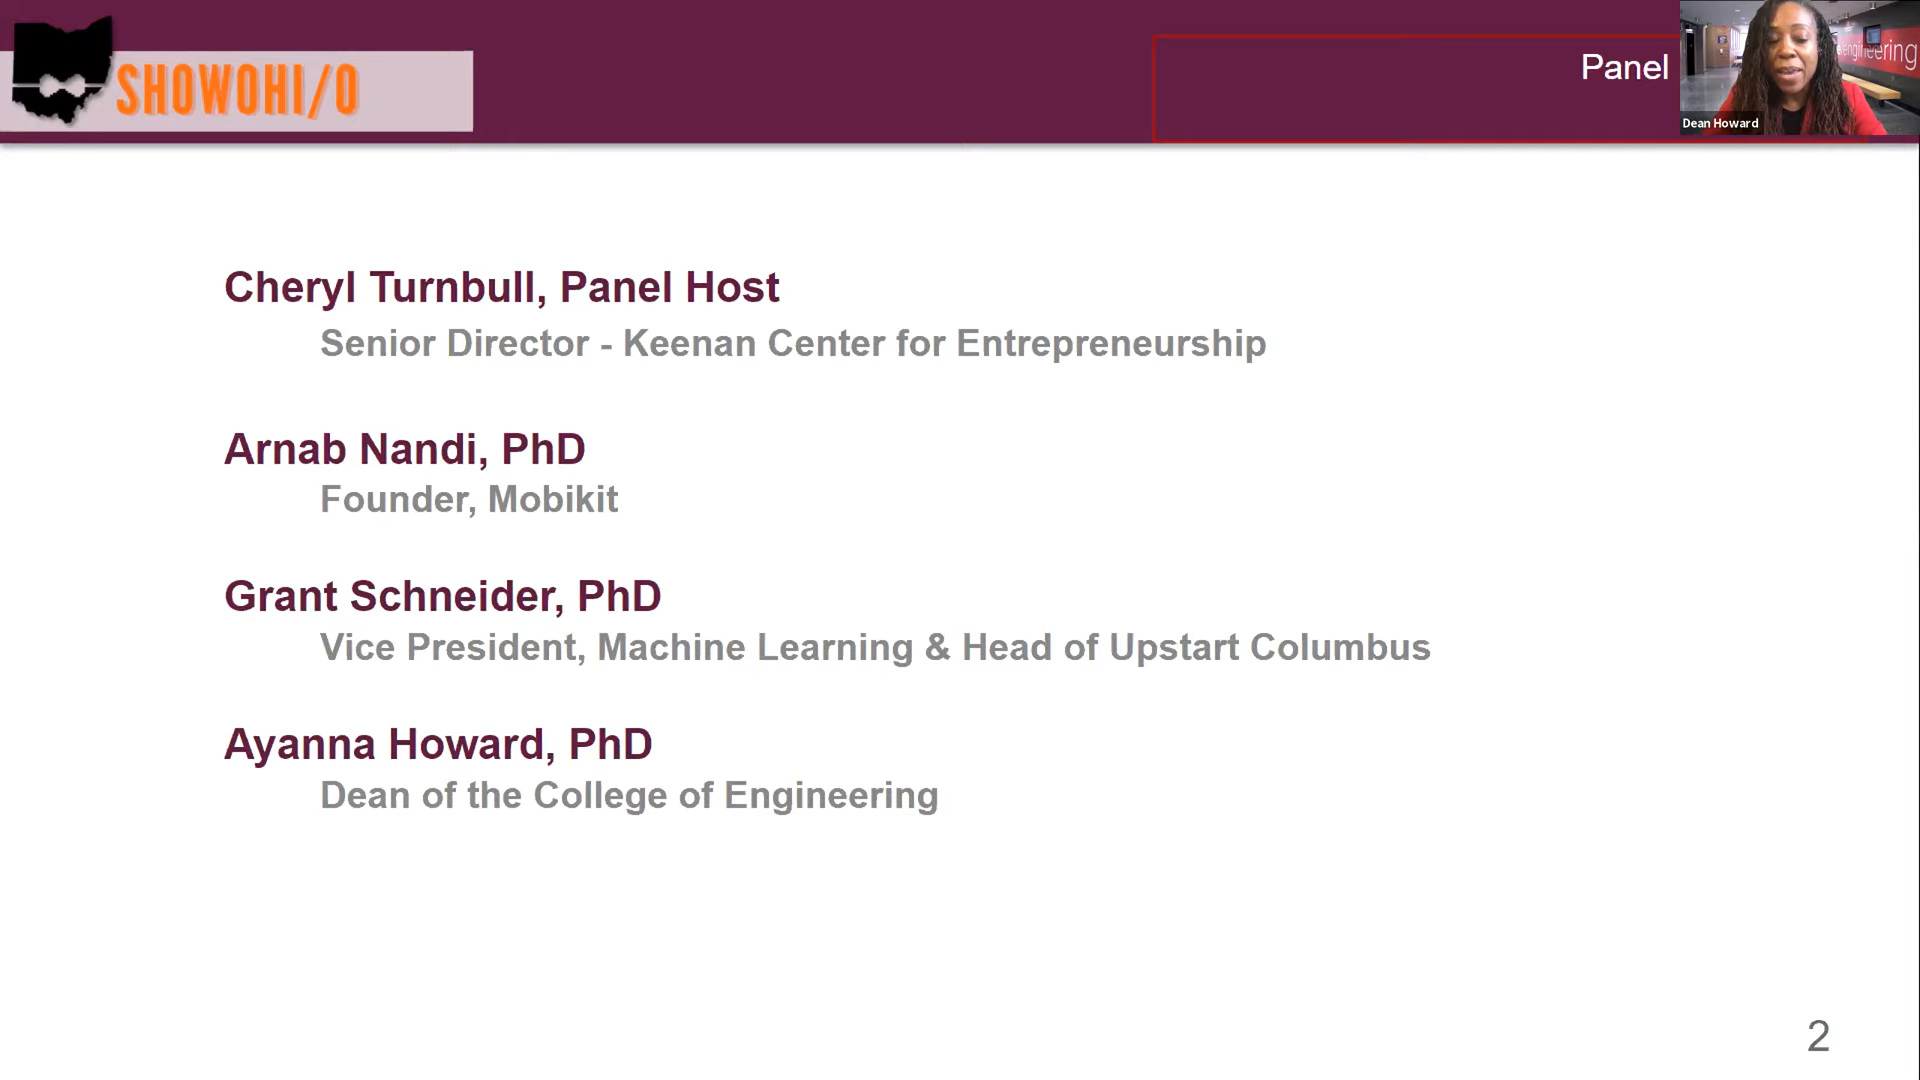 SHOWOHI/O
Panel
engineering
Dean Howard
Cheryl Turnbull, Panel Host
Senior Director - Keenan Center for Entrepreneurship
Arnab Nandi, PhD
Founder, Mobikit
Grant Schneider, PhD
Vice President, Machine Learning & Head of Upstart Columbus
Ayanna Howard, PhD
Dean of the College of Engineering
2